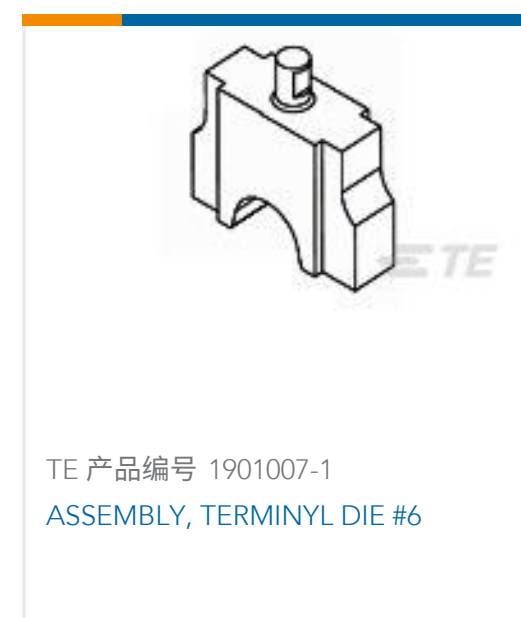 TE
TE 产品编号 1901007-1
ASSEMBLY, TERMINYL DIE #6